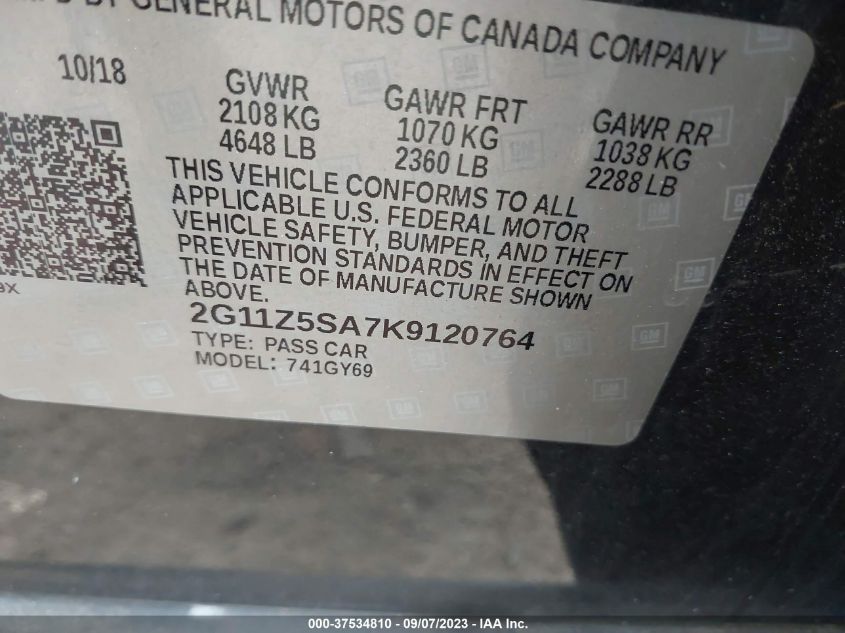 BY GENERAL MOTORS OF CANADA COMPANY
10/18
GVWR
2108 KG
4648 LB
GAWR FRT
1070 KG
2360 LB
GAWR RR
1038 KG
2288 LB
THIS VEHICLE CONFORMS TO ALL
APPLICABLE U.S. FEDERAL MOTOR
VEHICLE SAFETY, BUMPER, AND THEFT
PREVENTION STANDARDS IN EFFECT ON
THE DATE OF MANUFACTURE SHOWN
ABOVE.
2G11Z5SA7K9120764
TYPE: PASS CAR
MODEL: 741GY69
000-37534810 - 09/07/2023 - IAA Inc.